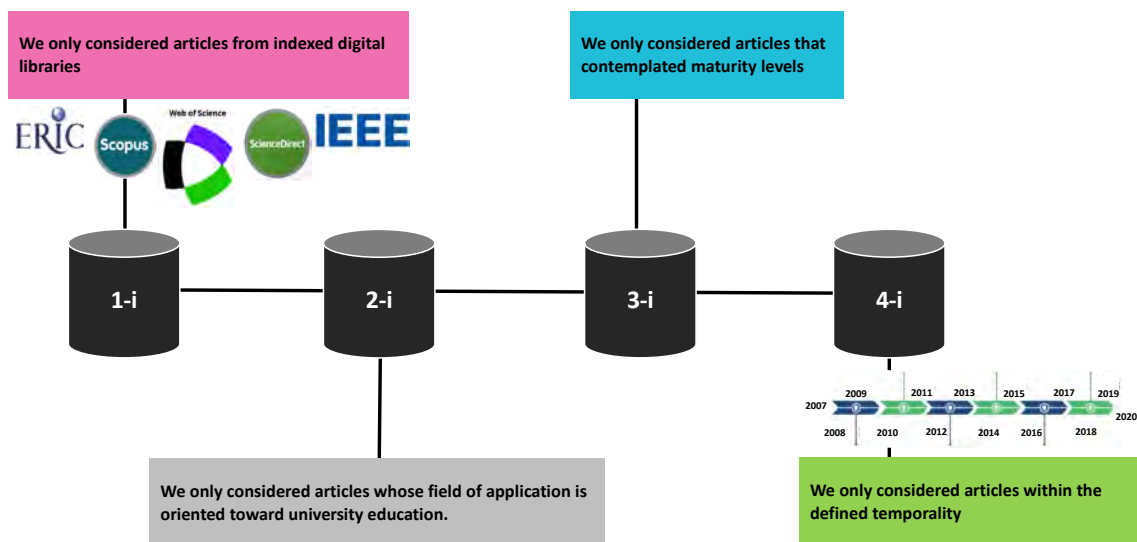 We only considered articles from indexed digital
libraries
We only considered articles that
contemplated maturity levels
ERIC
Scopus
Web of Science
ScienceDirect
IEEE
1-i
2-i
3-i
4-i
2007
2009
2011
2013
2015
2017
2019
2020
2008
2010
2012
2014
2016
2018
We only considered articles whose field of application is
oriented toward university education.
We only considered articles within the
defined temporality